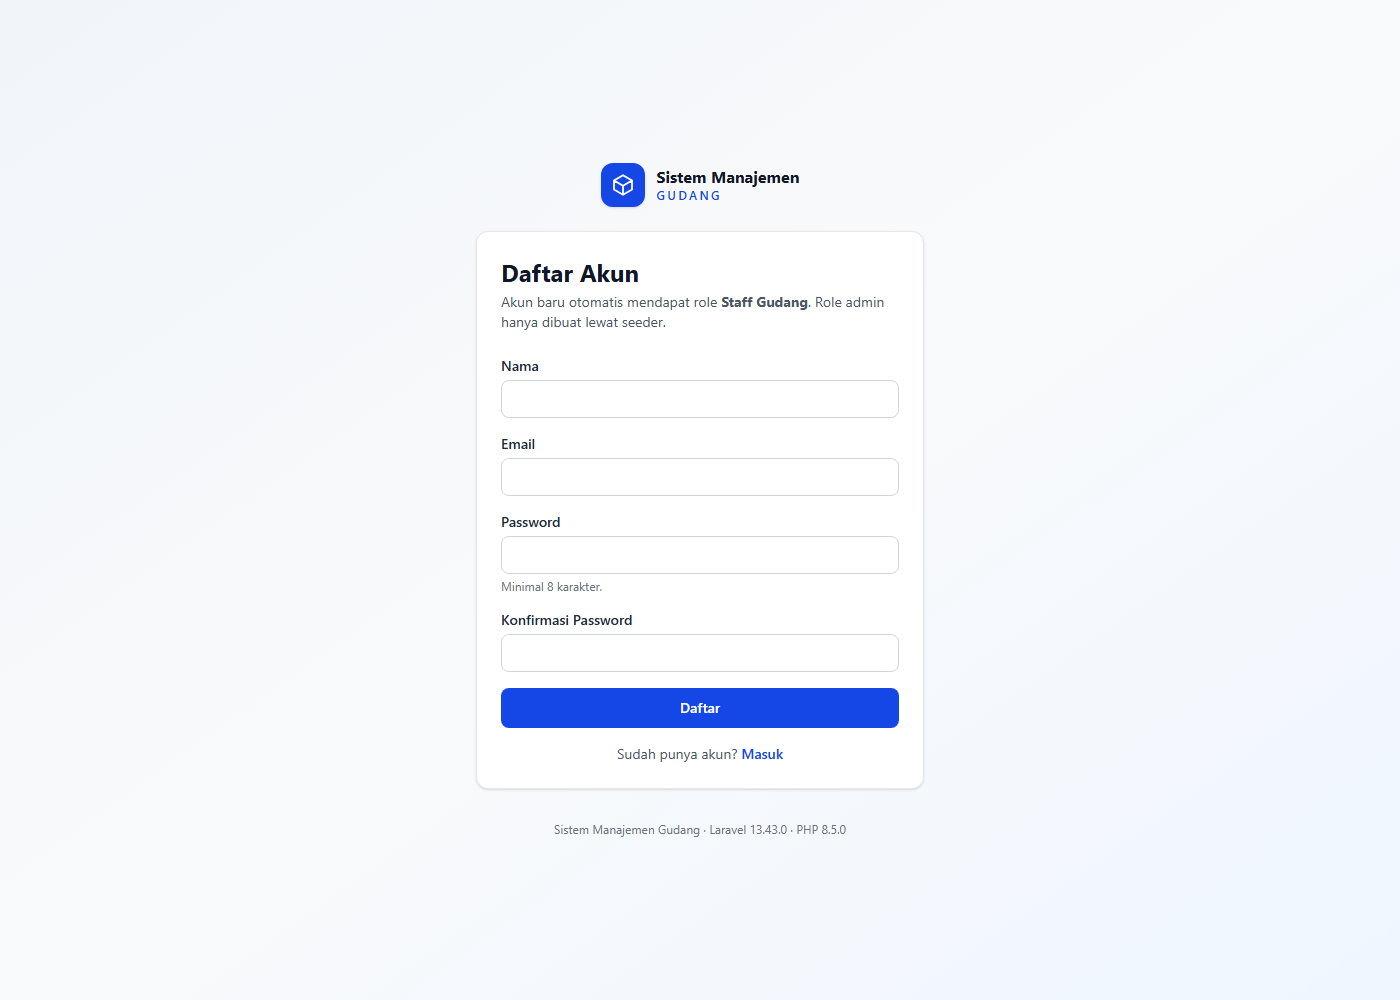 Sistem Manajemen
GUDANG
Daftar Akun
Akun baru otomatis mendapat role Staff Gudang. Role admin
hanya dibuat lewat seeder.
Nama
Email
Password
Minimal 8 karakter.
Konfirmasi Password
Daftar
Sudah punya akun? Masuk
Sistem Manajemen Gudang · Laravel 13.43.0 · PHP 8.5.0